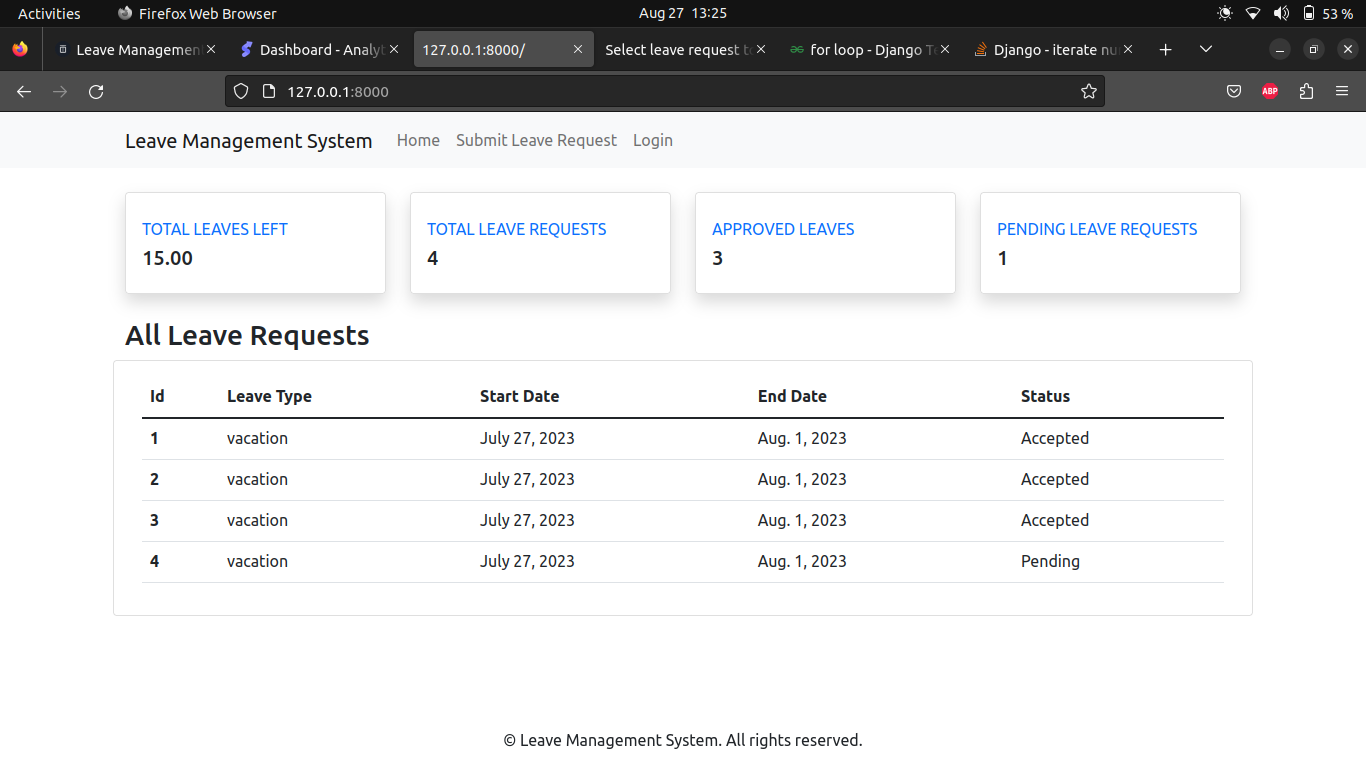 Activities Firefox Web Browser Aug 27 13:25 53 %
Leave Management Dashboard - Analyt 127.0.0.1:8000/ Select leave request to for loop - Django Te Django - iterate nu
127.0.0.1:8000 ABP
Leave Management System Home Submit Leave Request Login
TOTAL LEAVES LEFT TOTAL LEAVE REQUESTS APPROVED LEAVES PENDING LEAVE REQUESTS
15.00 4 3 1
All Leave Requests
Id Leave Type Start Date End Date Status
1 vacation July 27, 2023 Aug. 1, 2023 Accepted
2 vacation July 27, 2023 Aug. 1, 2023 Accepted
3 vacation July 27, 2023 Aug. 1, 2023 Accepted
4 vacation July 27, 2023 Aug. 1, 2023 Pending
© Leave Management System. All rights reserved.